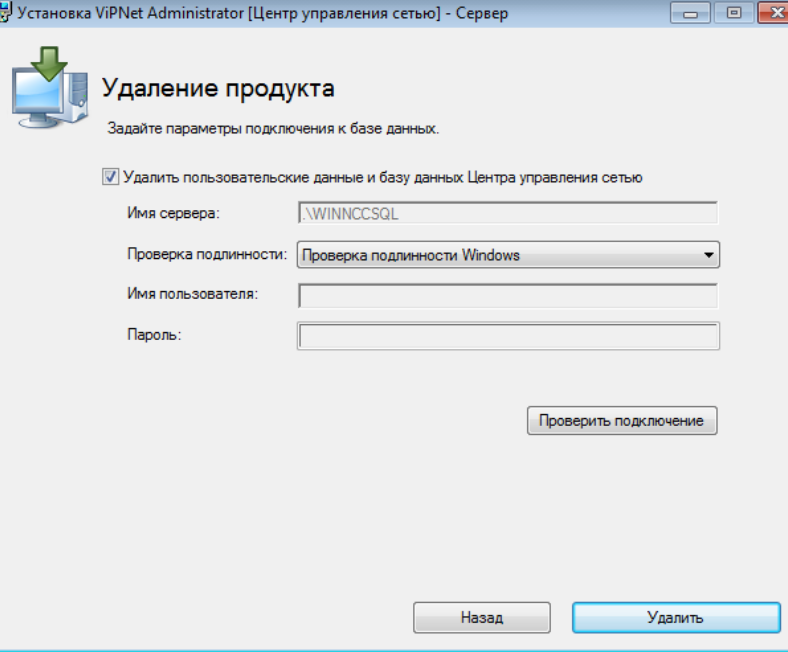 Установка ViPNet Administrator [Центр управления сетью] - Сервер
Удаление продукта
Задайте параметры подключения к базе данных.
Удалить пользовательские данные и базу данных Центра управления сетью
Имя сервера: .\WINNCCSQL
Проверка подлинности: Проверка подлинности Windows
Имя пользователя:
Пароль:
Проверить подключение
Назад Удалить